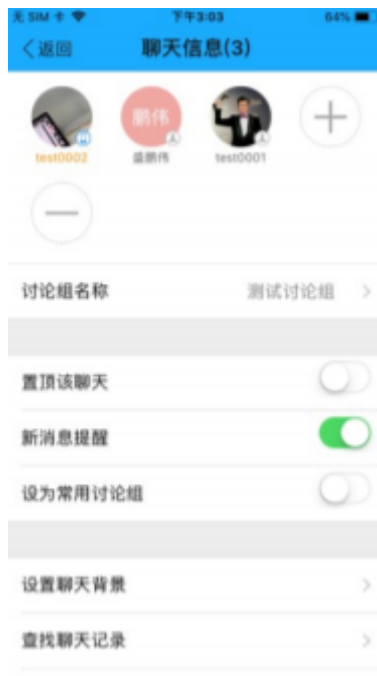 无 SIM 卡 下午3:03 64%
返回 聊天信息(3)
鹏伟
test0002 盛鹏伟 test0001
讨论组名称 测试讨论组
置顶该聊天
新消息提醒
设为常用讨论组
设置聊天背景
查找聊天记录